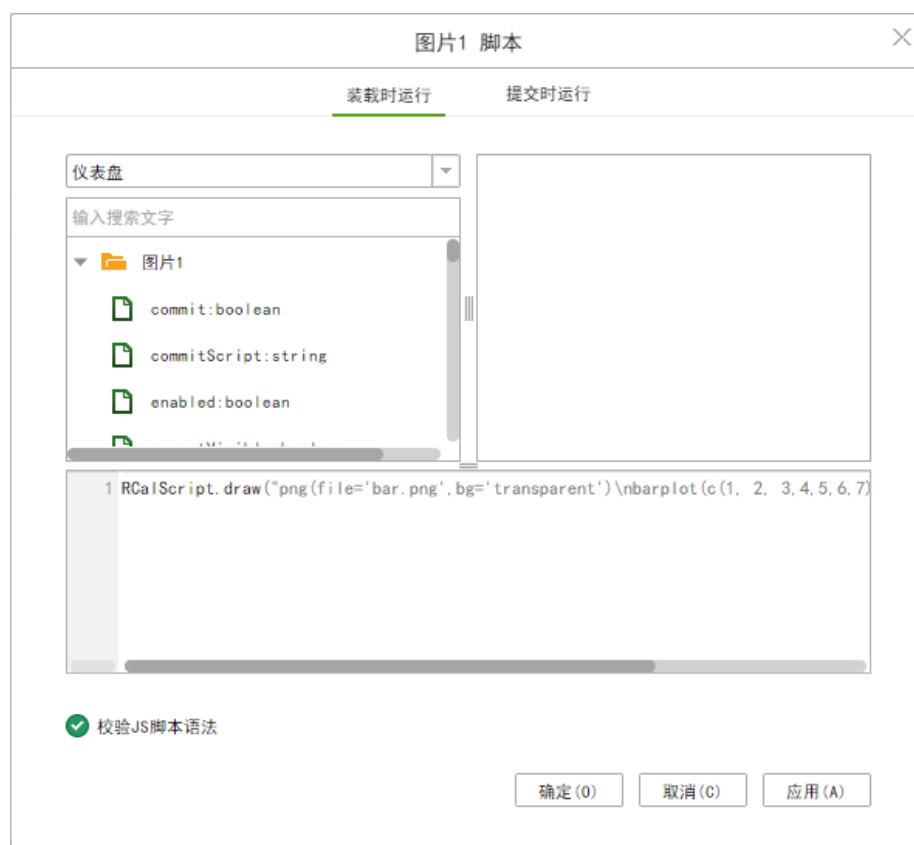 图片1 脚本
装载时运行
提交时运行
仪表盘
输入搜索文字
图片1
commit:boolean
commitScript:string
enabled:boolean
1 RCalScript.draw("png(file='bar.png',bg='transparent')\nbarplot(c(1, 2, 3,4,5,6,7)
校验JS脚本语法
确定(O)
取消(C)
应用(A)